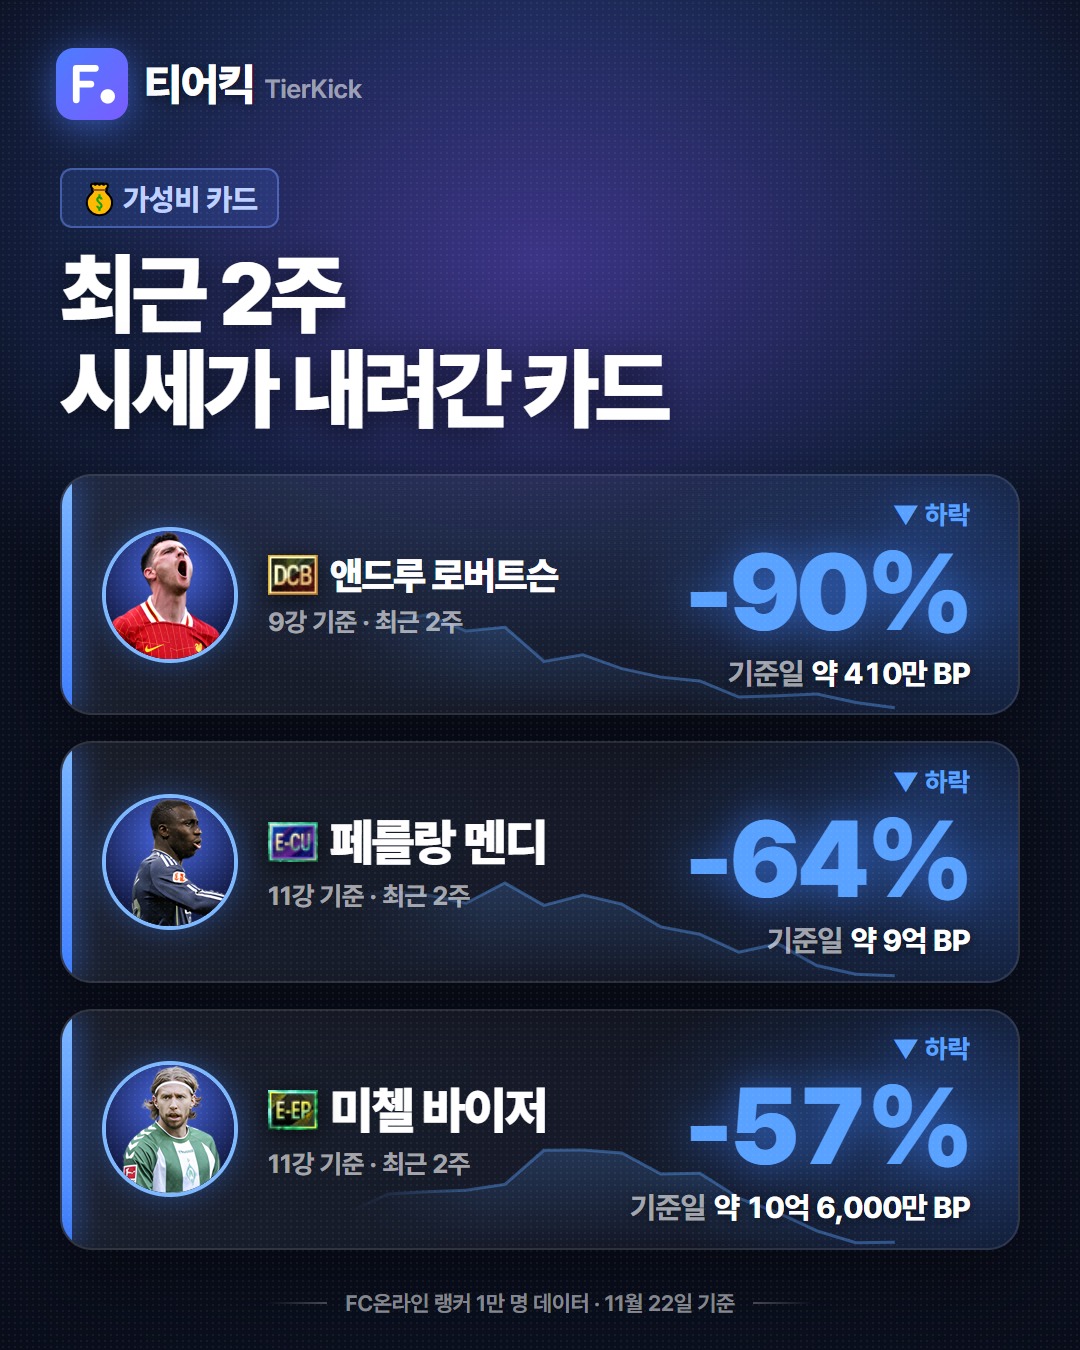 F. 티어킥 TierKick
가성비 카드
최근 2주
시세가 내려간 카드
▼ 하락
DCB 앤드루 로버트슨
-90%
9강 기준 · 최근 2주
기준일 약 410만 BP
▼ 하락
E-CU 페를랑 멘디
-64%
11강 기준 · 최근 2주
기준일 약 9억 BP
▼ 하락
E-EP 미첼 바이저
-57%
11강 기준 · 최근 2주
기준일 약 10억 6,000만 BP
FC온라인 랭커 1만 명 데이터 · 11월 22일 기준